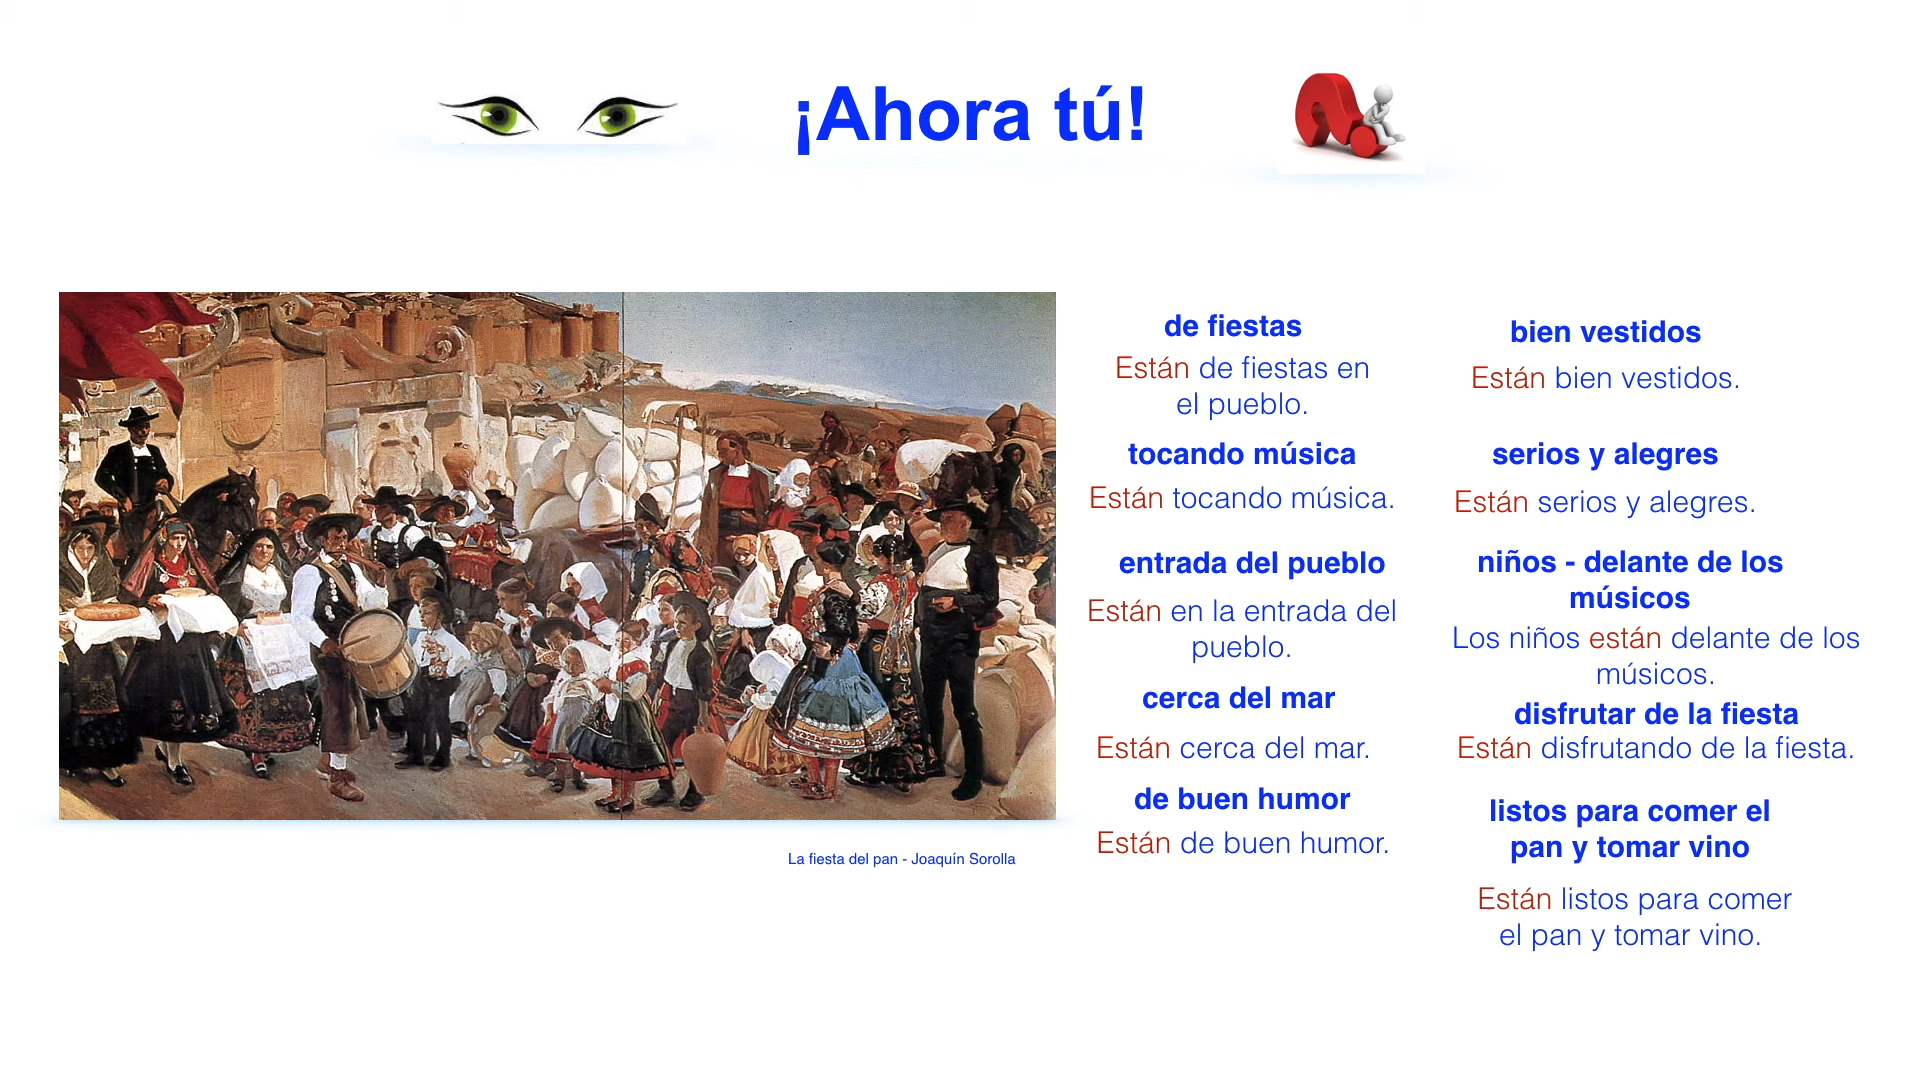 ¡Ahora tú!
de fiestas
Están de fiestas en
el pueblo.
tocando música
Están tocando música.
entrada del pueblo
Están en la entrada del
pueblo.
cerca del mar
Están cerca del mar.
de buen humor
Están de buen humor.
bien vestidos
Están bien vestidos.
serios y alegres
Están serios y alegres.
niños - delante de los
músicos
Los niños están delante de los
músicos.
disfrutar de la fiesta
Están disfrutando de la fiesta.
listos para comer el
pan y tomar vino
Están listos para comer
el pan y tomar vino.
La fiesta del pan - Joaquín Sorolla